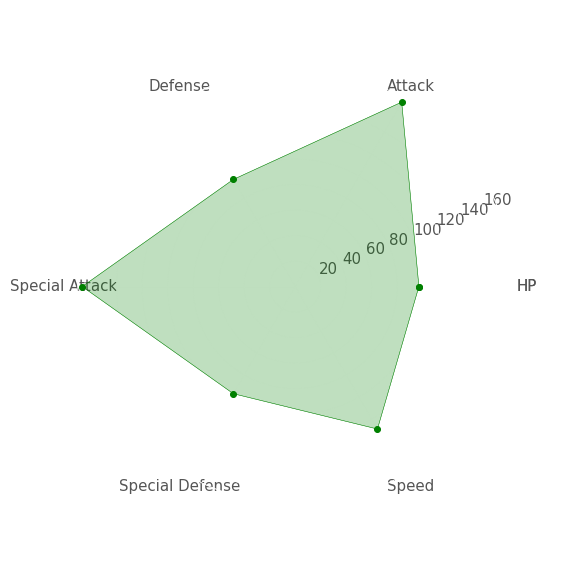 Defense
Attack
160
140
120
100
80
60
40
20
Special Attack
HP
Special Defense
Speed